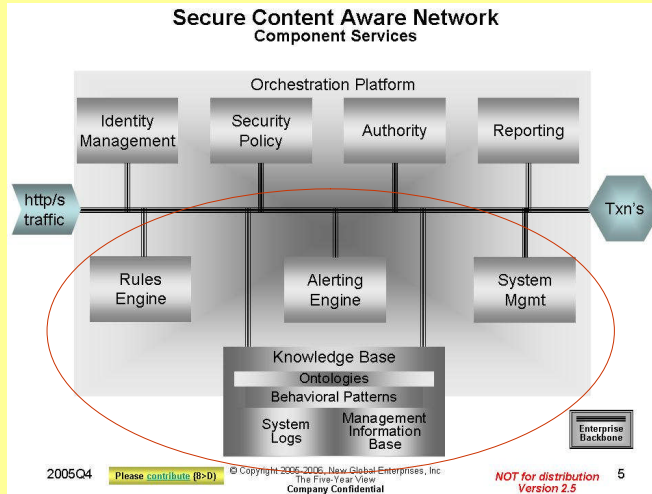 Secure Content Aware Network
Component Services
Orchestration Platform
Identity
Management
Security
Policy
Authority
Reporting
http/s
traffic
Txn's
Rules
Engine
Alerting
Engine
System
Mgmt
Knowledge Base
Ontologies
Behavioral Patterns
System
Logs
Management
Information
Base
Enterprise
Backbone
2005Q4
Please contribute (8>D)
© Copyright 2005-2006, New Global Enterprises, Inc
The Five-Year View
Company Confidential
NOT for distribution
Version 2.5
5